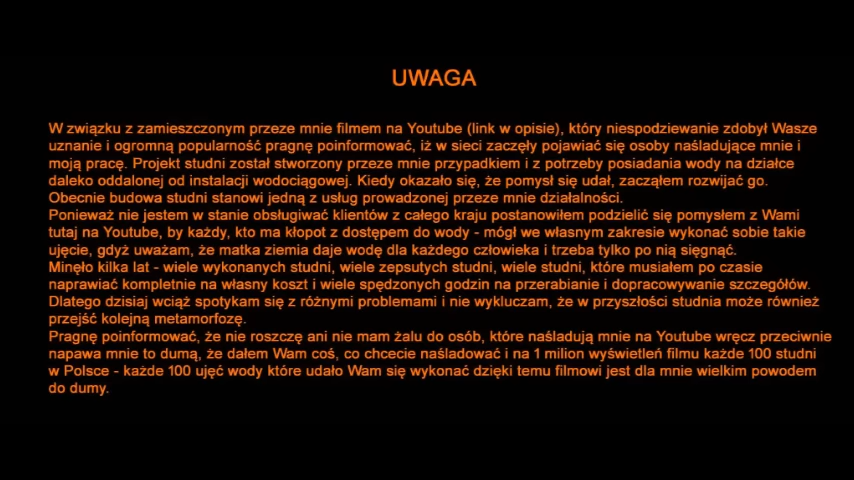 UWAGA
W związku z zamieszczonym przeze mnie filmem na Youtube (link w opisie), który niespodziewanie zdobył Wasze
uznanie i ogromną popularność pragnę poinformować, iż w sieci zaczęły pojawiać się osoby naśladujące mnie i
moją pracę. Projekt studni został stworzony przeze mnie przypadkiem i z potrzeby posiadania wody na działce
daleko oddalonej od instalacji wodociągowej. Kiedy okazało się, że pomysł się udał, zacząłem rozwijać go.
Obecnie budowa studni stanowi jedną z usług prowadzonej przeze mnie działalności.
Ponieważ nie jestem w stanie obsługiwać klientów z całego kraju postanowiłem podzielić się pomysłem z Wami
tutaj na Youtube, by każdy, kto ma kłopot z dostępem do wody - mógł we własnym zakresie wykonać sobie takie
ujęcie, gdyż uważam, że matka ziemia daje wodę dla każdego człowieka i trzeba tylko po nią sięgnąć.
Minęło kilka lat - wiele wykonanych studni, wiele zepsutych studni, wiele studni, które musiałem po czasie
naprawiać kompletnie na własny koszt i wiele spędzonych godzin na przerabianie i dopracowywanie szczegółów.
Dlatego dzisiaj wciąż spotykam się z różnymi problemami i nie wykluczam, że w przyszłości studnia może również
przejść kolejną metamorfozę.
Pragnę poinformować, że nie roszczę ani nie mam żalu do osób, które naśladują mnie na Youtube wręcz przeciwnie
napawa mnie to dumą, że dałem Wam coś, co chcecie naśladować i na 1 milion wyświetleń filmu każde 100 studni
w Polsce - każde 100 ujęć wody które udało Wam się wykonać dzięki temu filmowi jest dla mnie wielkim powodem
do dumy.